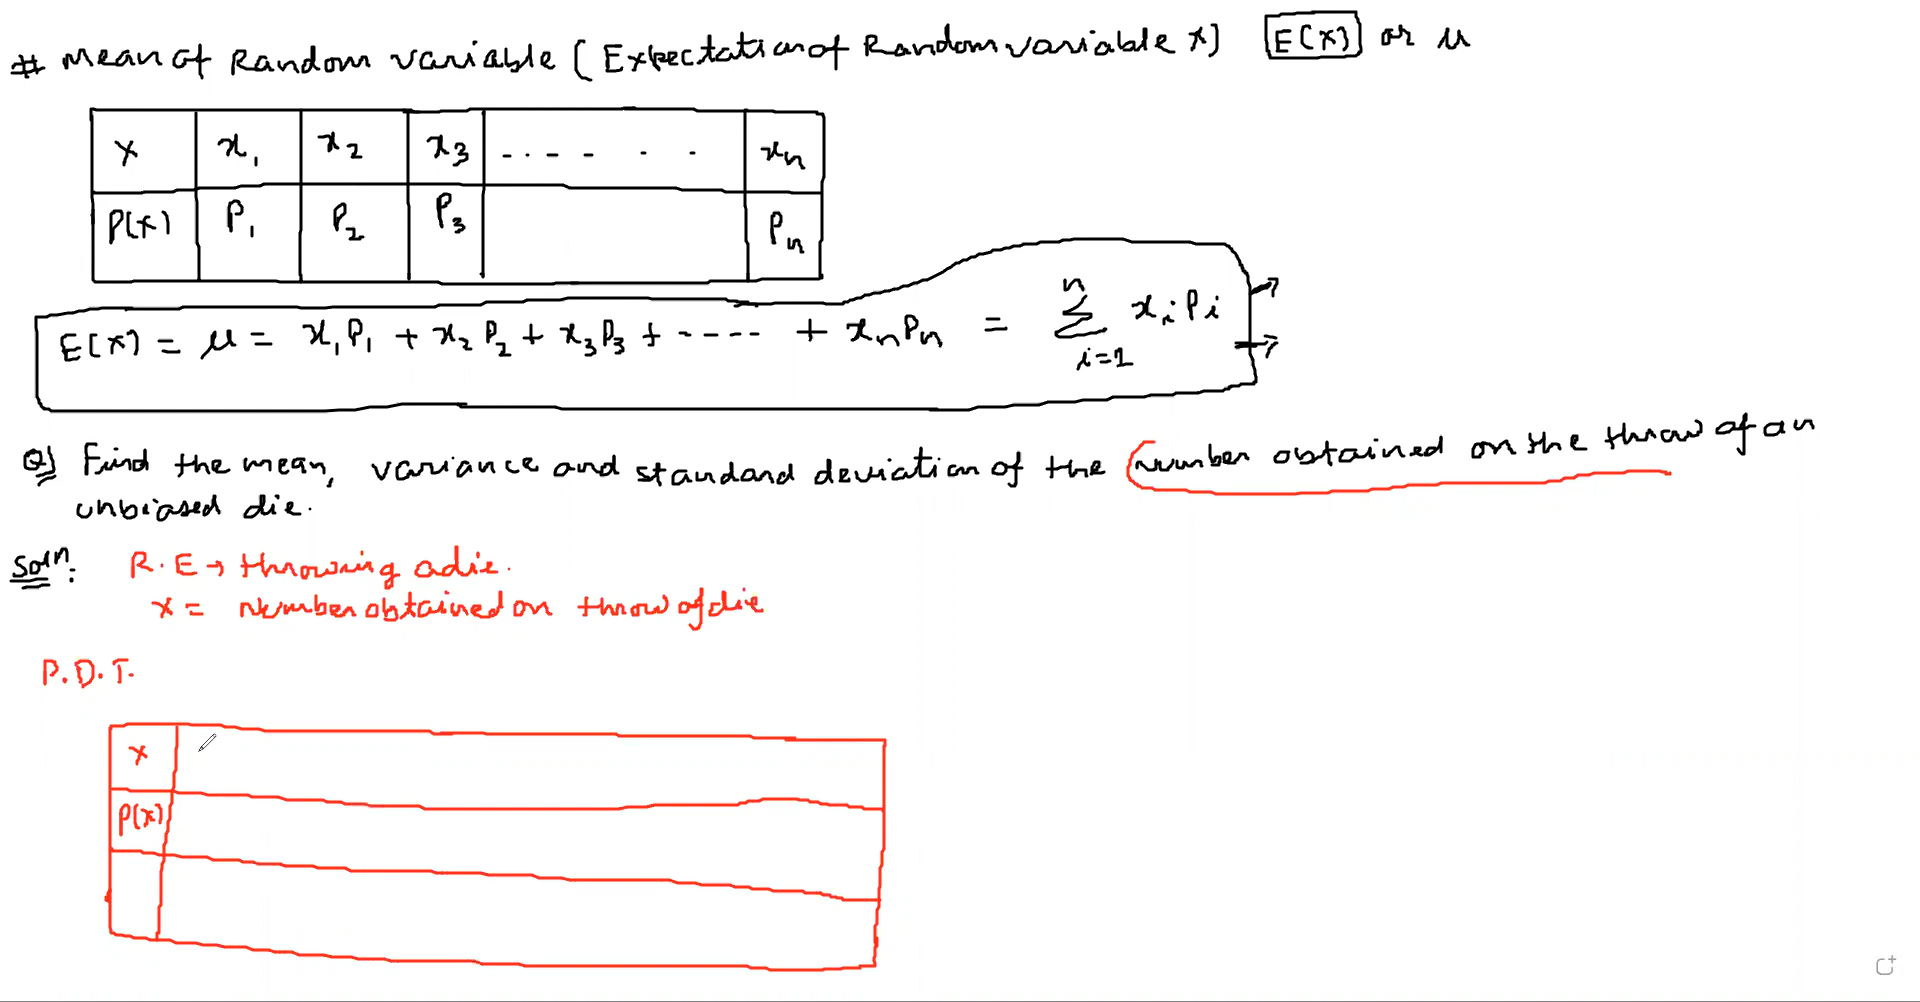 # Mean of Random variable (Expectation of Random variable X) E(X) or μ
X x₁ x₂ x₃ ...... xₙ
P(X) P₁ P₂ P₃ Pₙ
E(X) = μ = x₁P₁ + x₂P₂ + x₃P₃ + ----- + xₙPₙ = ∑ⁿᵢ₌₁ xᵢPᵢ
Q) Find the mean, variance and standard deviation of the number obtained on the throw of an
unbiased die.
Solⁿ: R.E → throwing a die.
X = Number obtained on throw of die
P.D.T.
X
P(X)